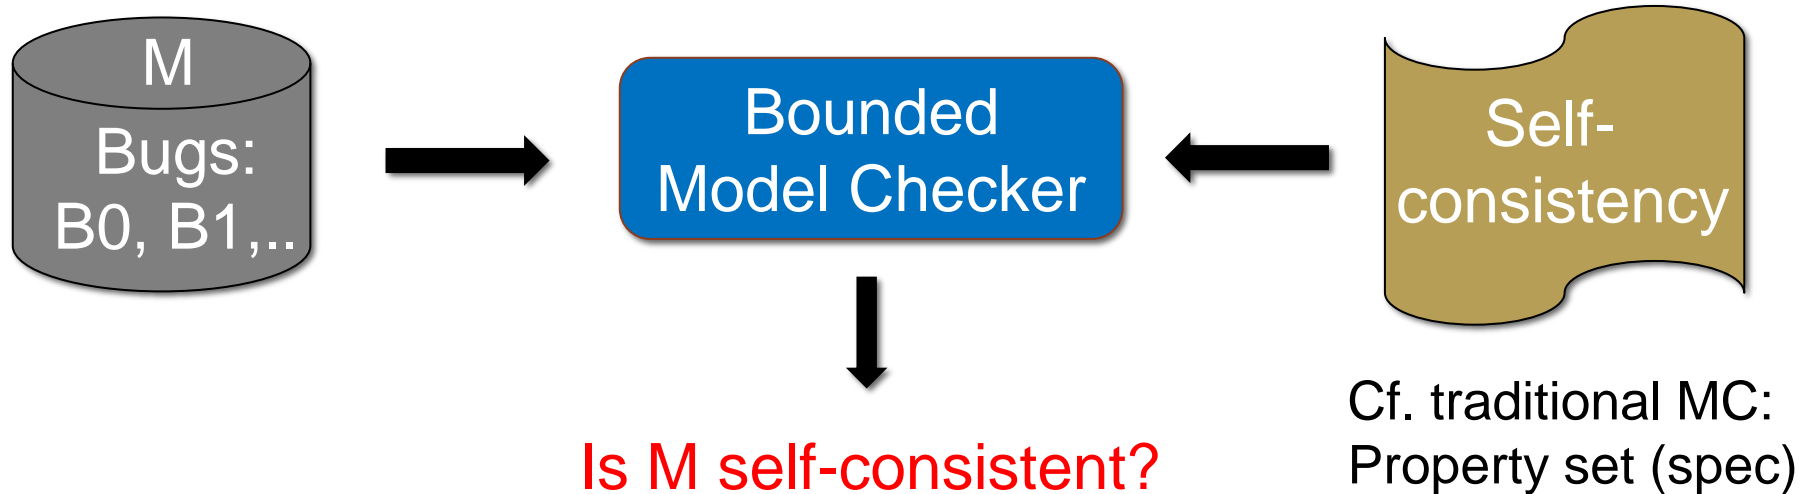 M
Bugs:
B0, B1,..
Bounded
Model Checker
Self-
consistency
Is M self-consistent?
Cf. traditional MC:
Property set (spec)